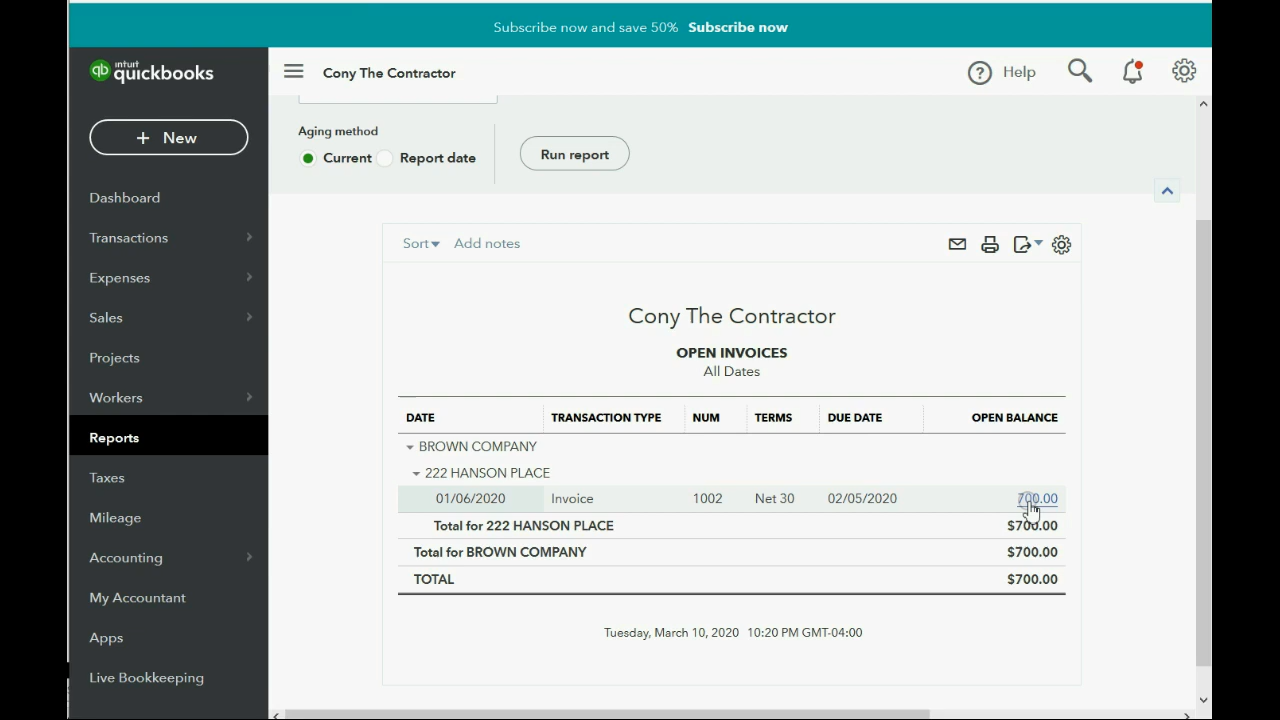 Subscribe now and save 50% Subscribe now
intuit
quickbooks
Cony The Contractor
Help
+ New
Aging method
Current Report date
Run report
Dashboard
Transactions
Expenses
Sales
Projects
Workers
Reports
Taxes
Mileage
Accounting
My Accountant
Apps
Live Bookkeeping
Sort Add notes
Cony The Contractor
OPEN INVOICES
All Dates
DATE TRANSACTION TYPE NUM TERMS DUE DATE OPEN BALANCE
BROWN COMPANY
222 HANSON PLACE
01/06/2020 Invoice 1002 Net 30 02/05/2020 700.00
Total for 222 HANSON PLACE $700.00
Total for BROWN COMPANY $700.00
TOTAL $700.00
Tuesday, March 10, 2020 10:20 PM GMT-04:00